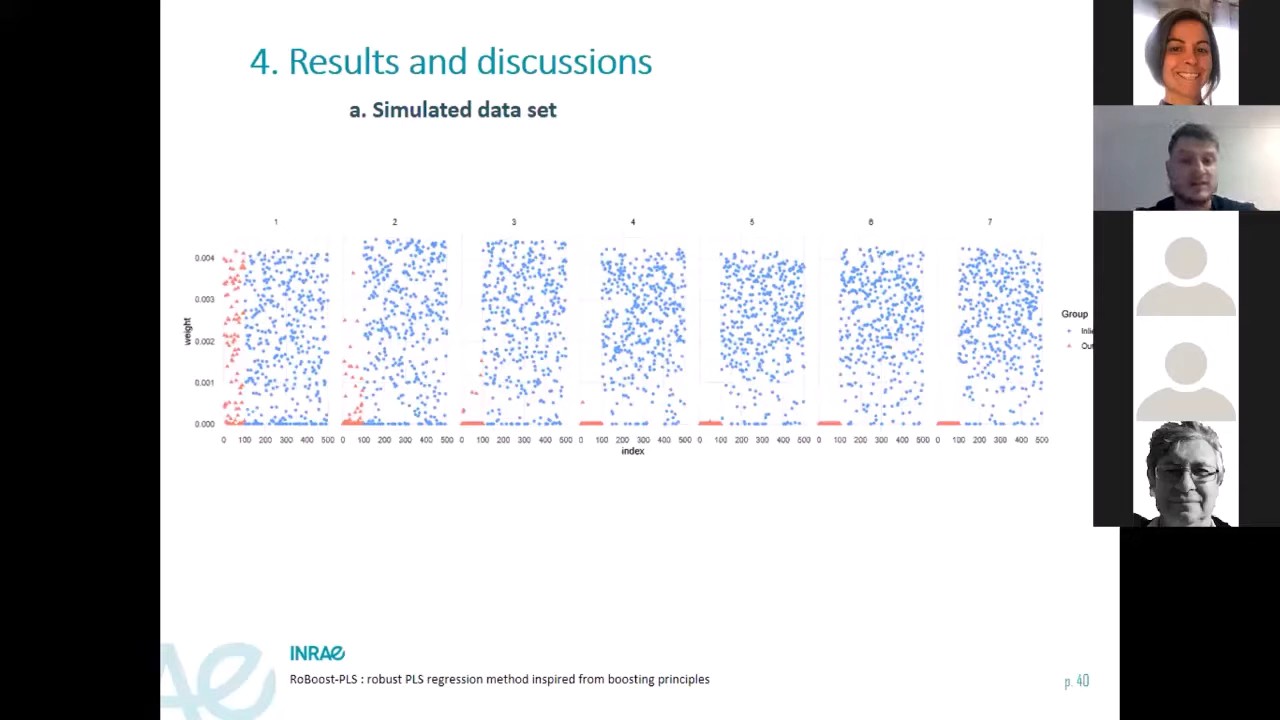 4. Results and discussions
a. Simulated data set
1 2 3 4 5 6 7
0.004
0.003
0.002
0.001
0.000
weight
0 100 200 300 400 500 0 100 200 300 400 500 0 100 200 300 400 500 0 100 200 300 400 500 0 100 200 300 400 500 0 100 200 300 400 500 0 100 200 300 400 500
index
Group
Inli
Out
INRAE
RoBoost-PLS : robust PLS regression method inspired from boosting principles
p. 40